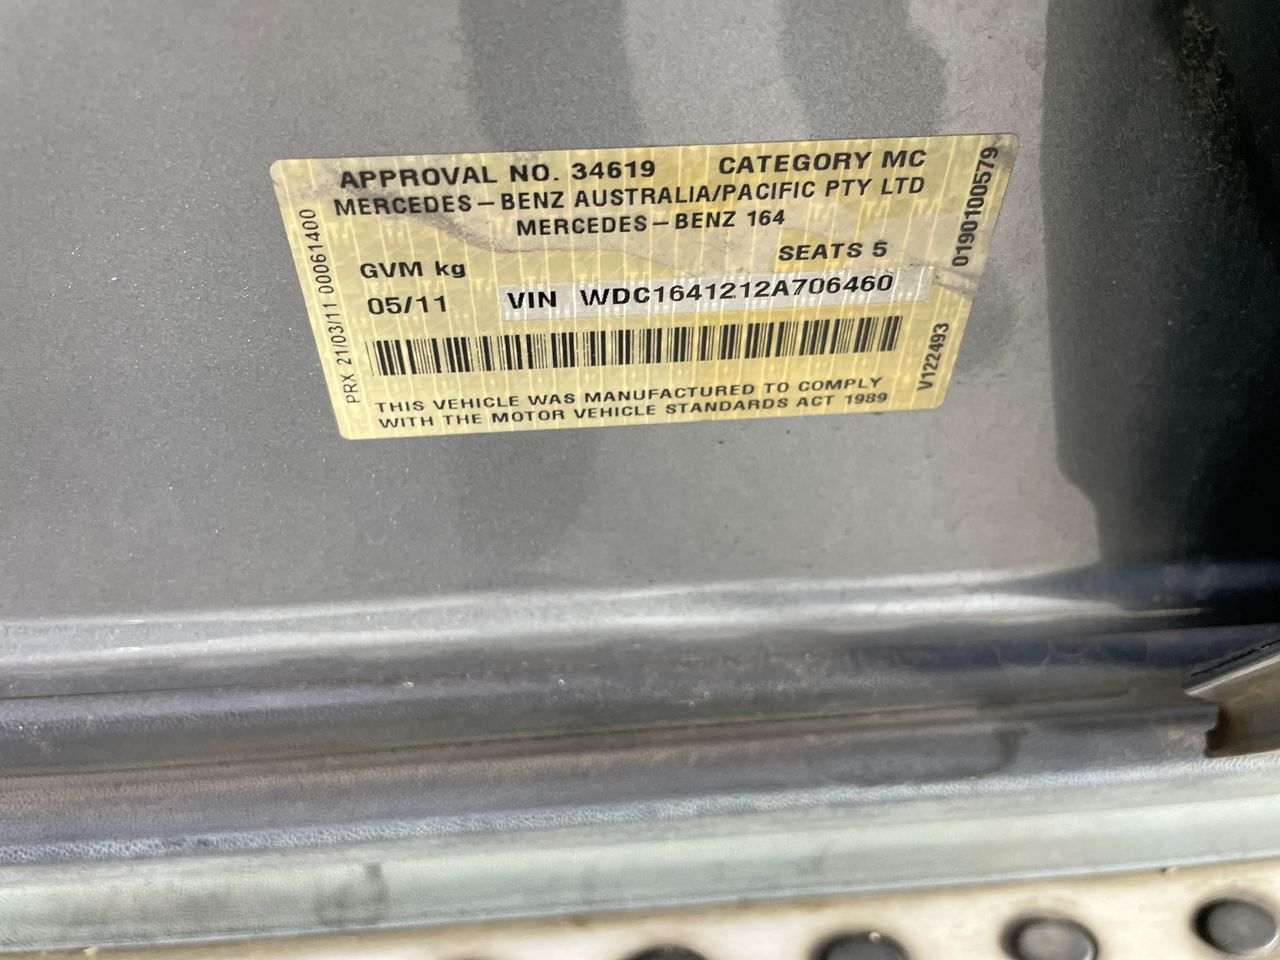 APPROVAL NO. 34619 CATEGORY MC
MERCEDES-BENZ AUSTRALIA/PACIFIC PTY LTD
MERCEDES-BENZ 164
SEATS 5
GVM kg
05/11 VIN WDC1641212A706460
THIS VEHICLE WAS MANUFACTURED TO COMPLY
WITH THE MOTOR VEHICLE STANDARDS ACT 1989
PRX 21/03/11 00061400
0190100579
V122493